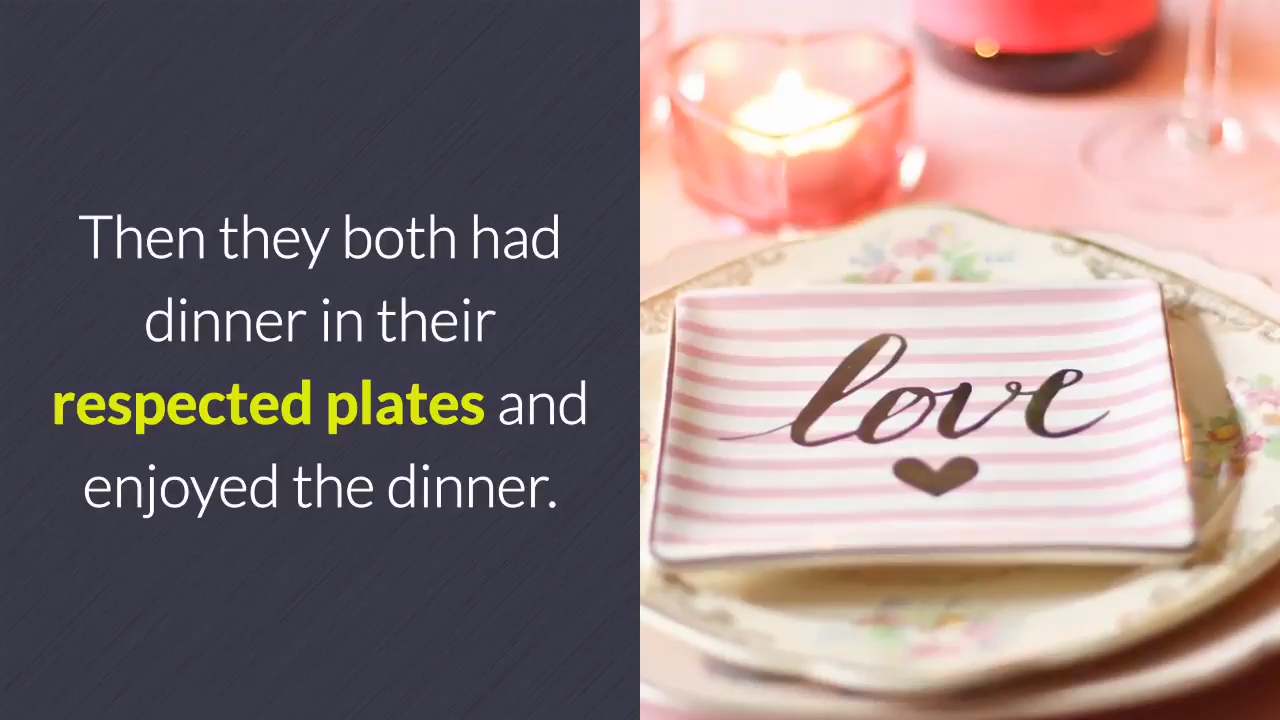 Then they both had
dinner in their
respected plates and
enjoyed the dinner.
love